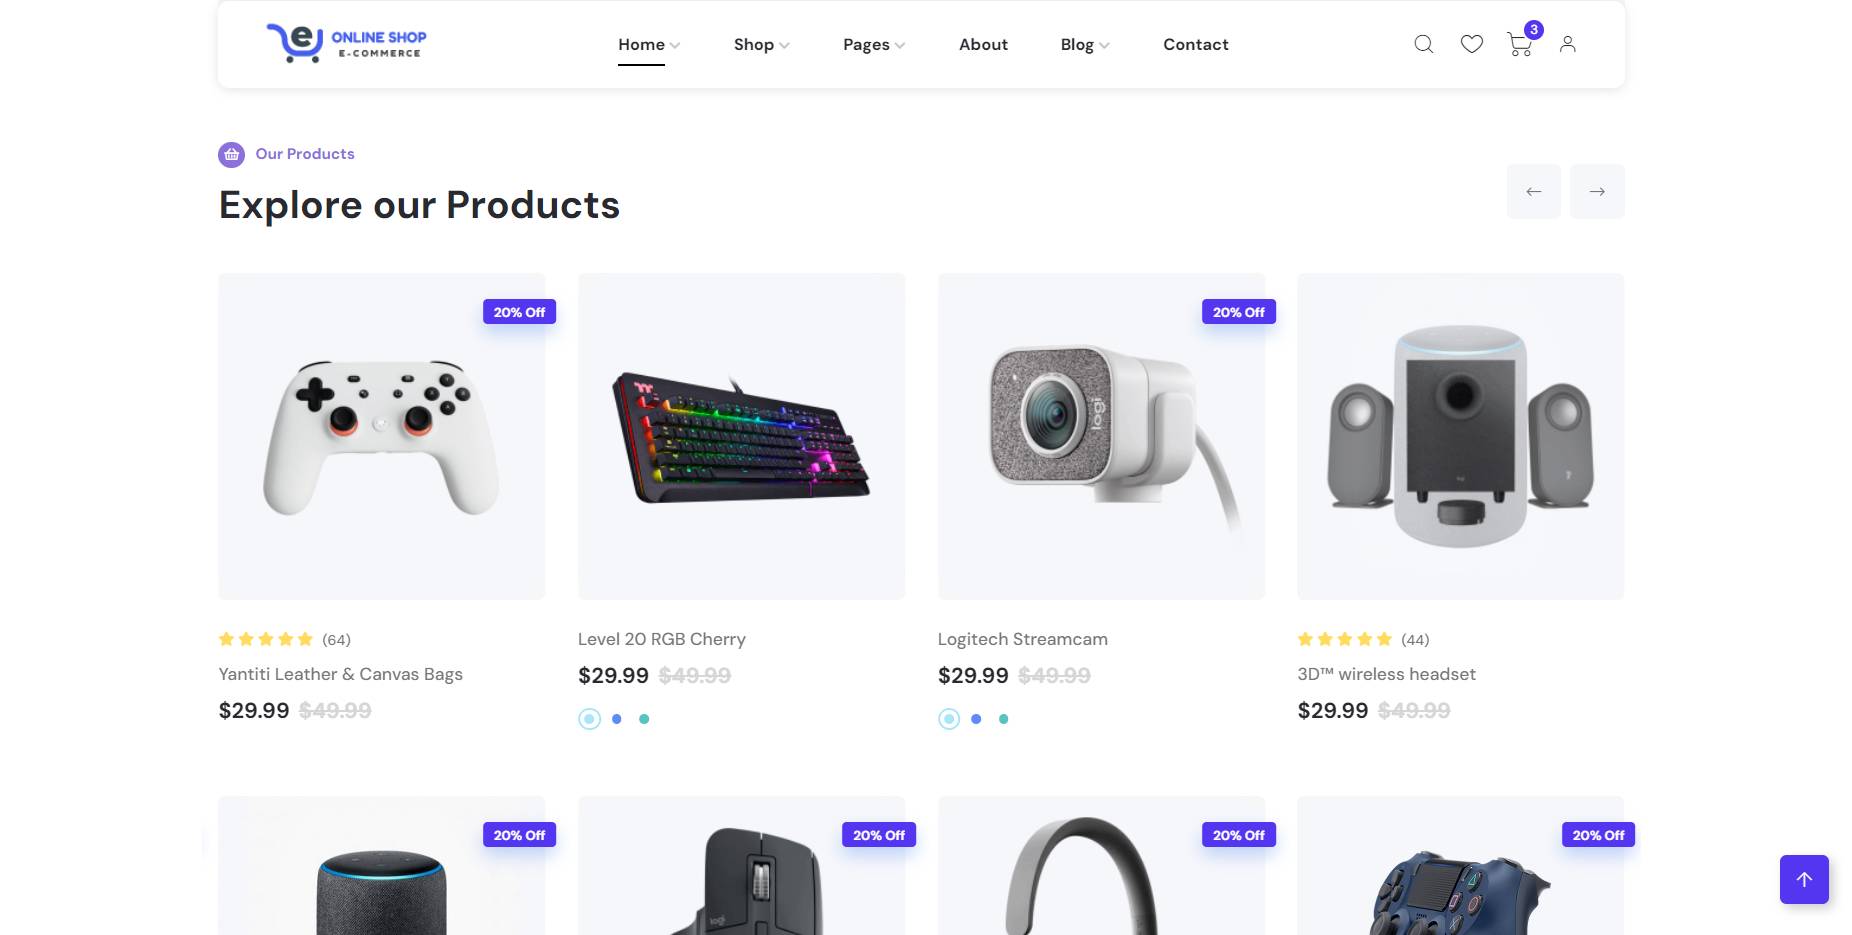 e ONLINE SHOP
E-COMMERCE
Home
Shop
Pages
About
Blog
Contact
3
Our Products
Explore our Products
20% Off
20% Off
logi
(64)
Level 20 RGB Cherry
Logitech Streamcam
(44)
Yantiti Leather & Canvas Bags
$29.99 $49.99
$29.99 $49.99
3D™ wireless headset
$29.99 $49.99
$29.99 $49.99
20% Off
20% Off
20% Off
20% Off
logi